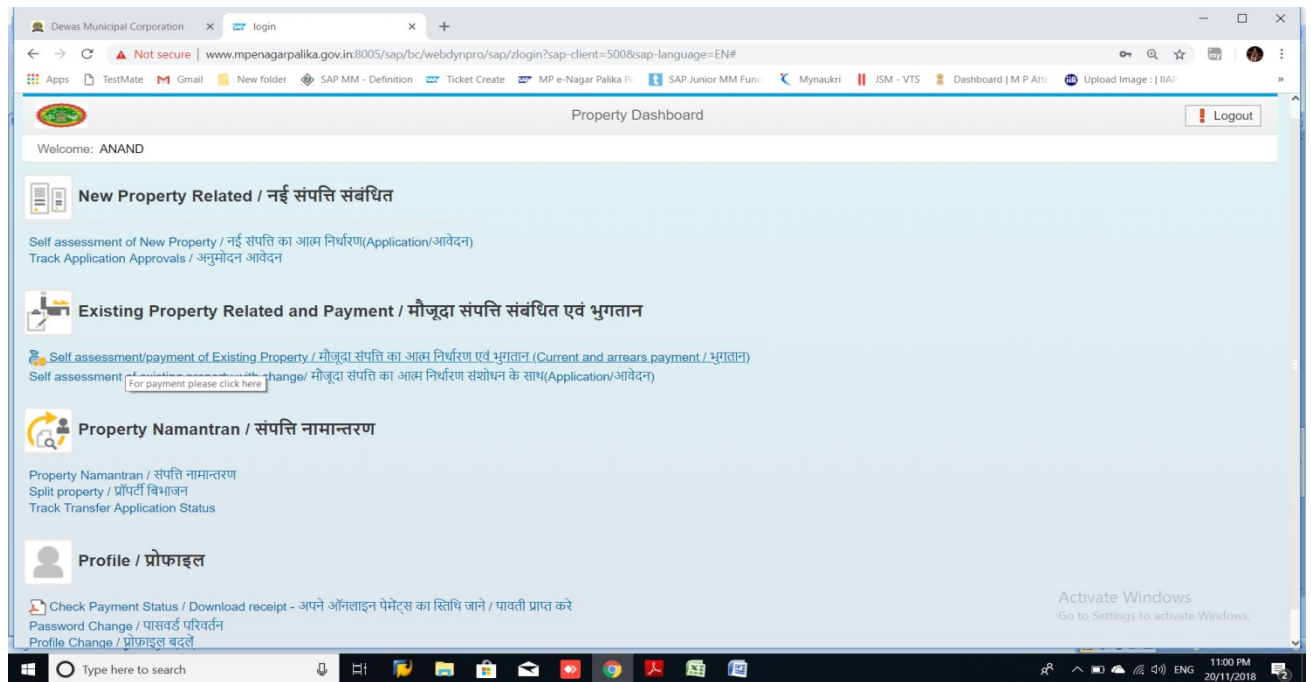 Dewas Municipal Corporation
login
Not secure | www.mpenagarpalika.gov.in:8005/sap/bc/webdynpro/sap/zlogin?sap-client=500&sap-language=EN#
Apps TestMate Gmail New folder SAP MM - Definition Ticket Create MP e-Nagar Palika Po SAP Junior MM Func Mynaukri JSM - VTS Dashboard | M P Atte Upload Image : | IIAP
Property Dashboard
Logout
Welcome: ANAND
New Property Related / नई संपत्ति संबंधित
Self assessment of New Property / नई संपत्ति का आत्म निर्धारण(Application/आवेदन)
Track Application Approvals / अनुमोदन आवेदन
Existing Property Related and Payment / मौजूदा संपत्ति संबंधित एवं भुगतान
Self assessment/payment of Existing Property / मौजूदा संपत्ति का आत्म निर्धारण एवं भुगतान (Current and arrears payment / भुगतान)
Self assessment of existing property with change/ मौजूदा संपत्ति का आत्म निर्धारण संशोधन के साथ(Application/आवेदन)
For payment please click here
Property Namantran / संपत्ति नामान्तरण
Property Namantran / संपत्ति नामान्तरण
Split property / प्रॉपर्टी बिभाजन
Track Transfer Application Status
Profile / प्रोफाइल
Check Payment Status / Download receipt - अपने ऑनलाइन पेमेंट्स का स्तिथि जाने / पावती प्राप्त करे
Password Change / पासवर्ड परिवर्तन
Profile Change / प्रोफ़ाइल बदलें
Activate Windows
Go to Settings to activate Windows.
Type here to search
ENG
11:00 PM
20/11/2018
2